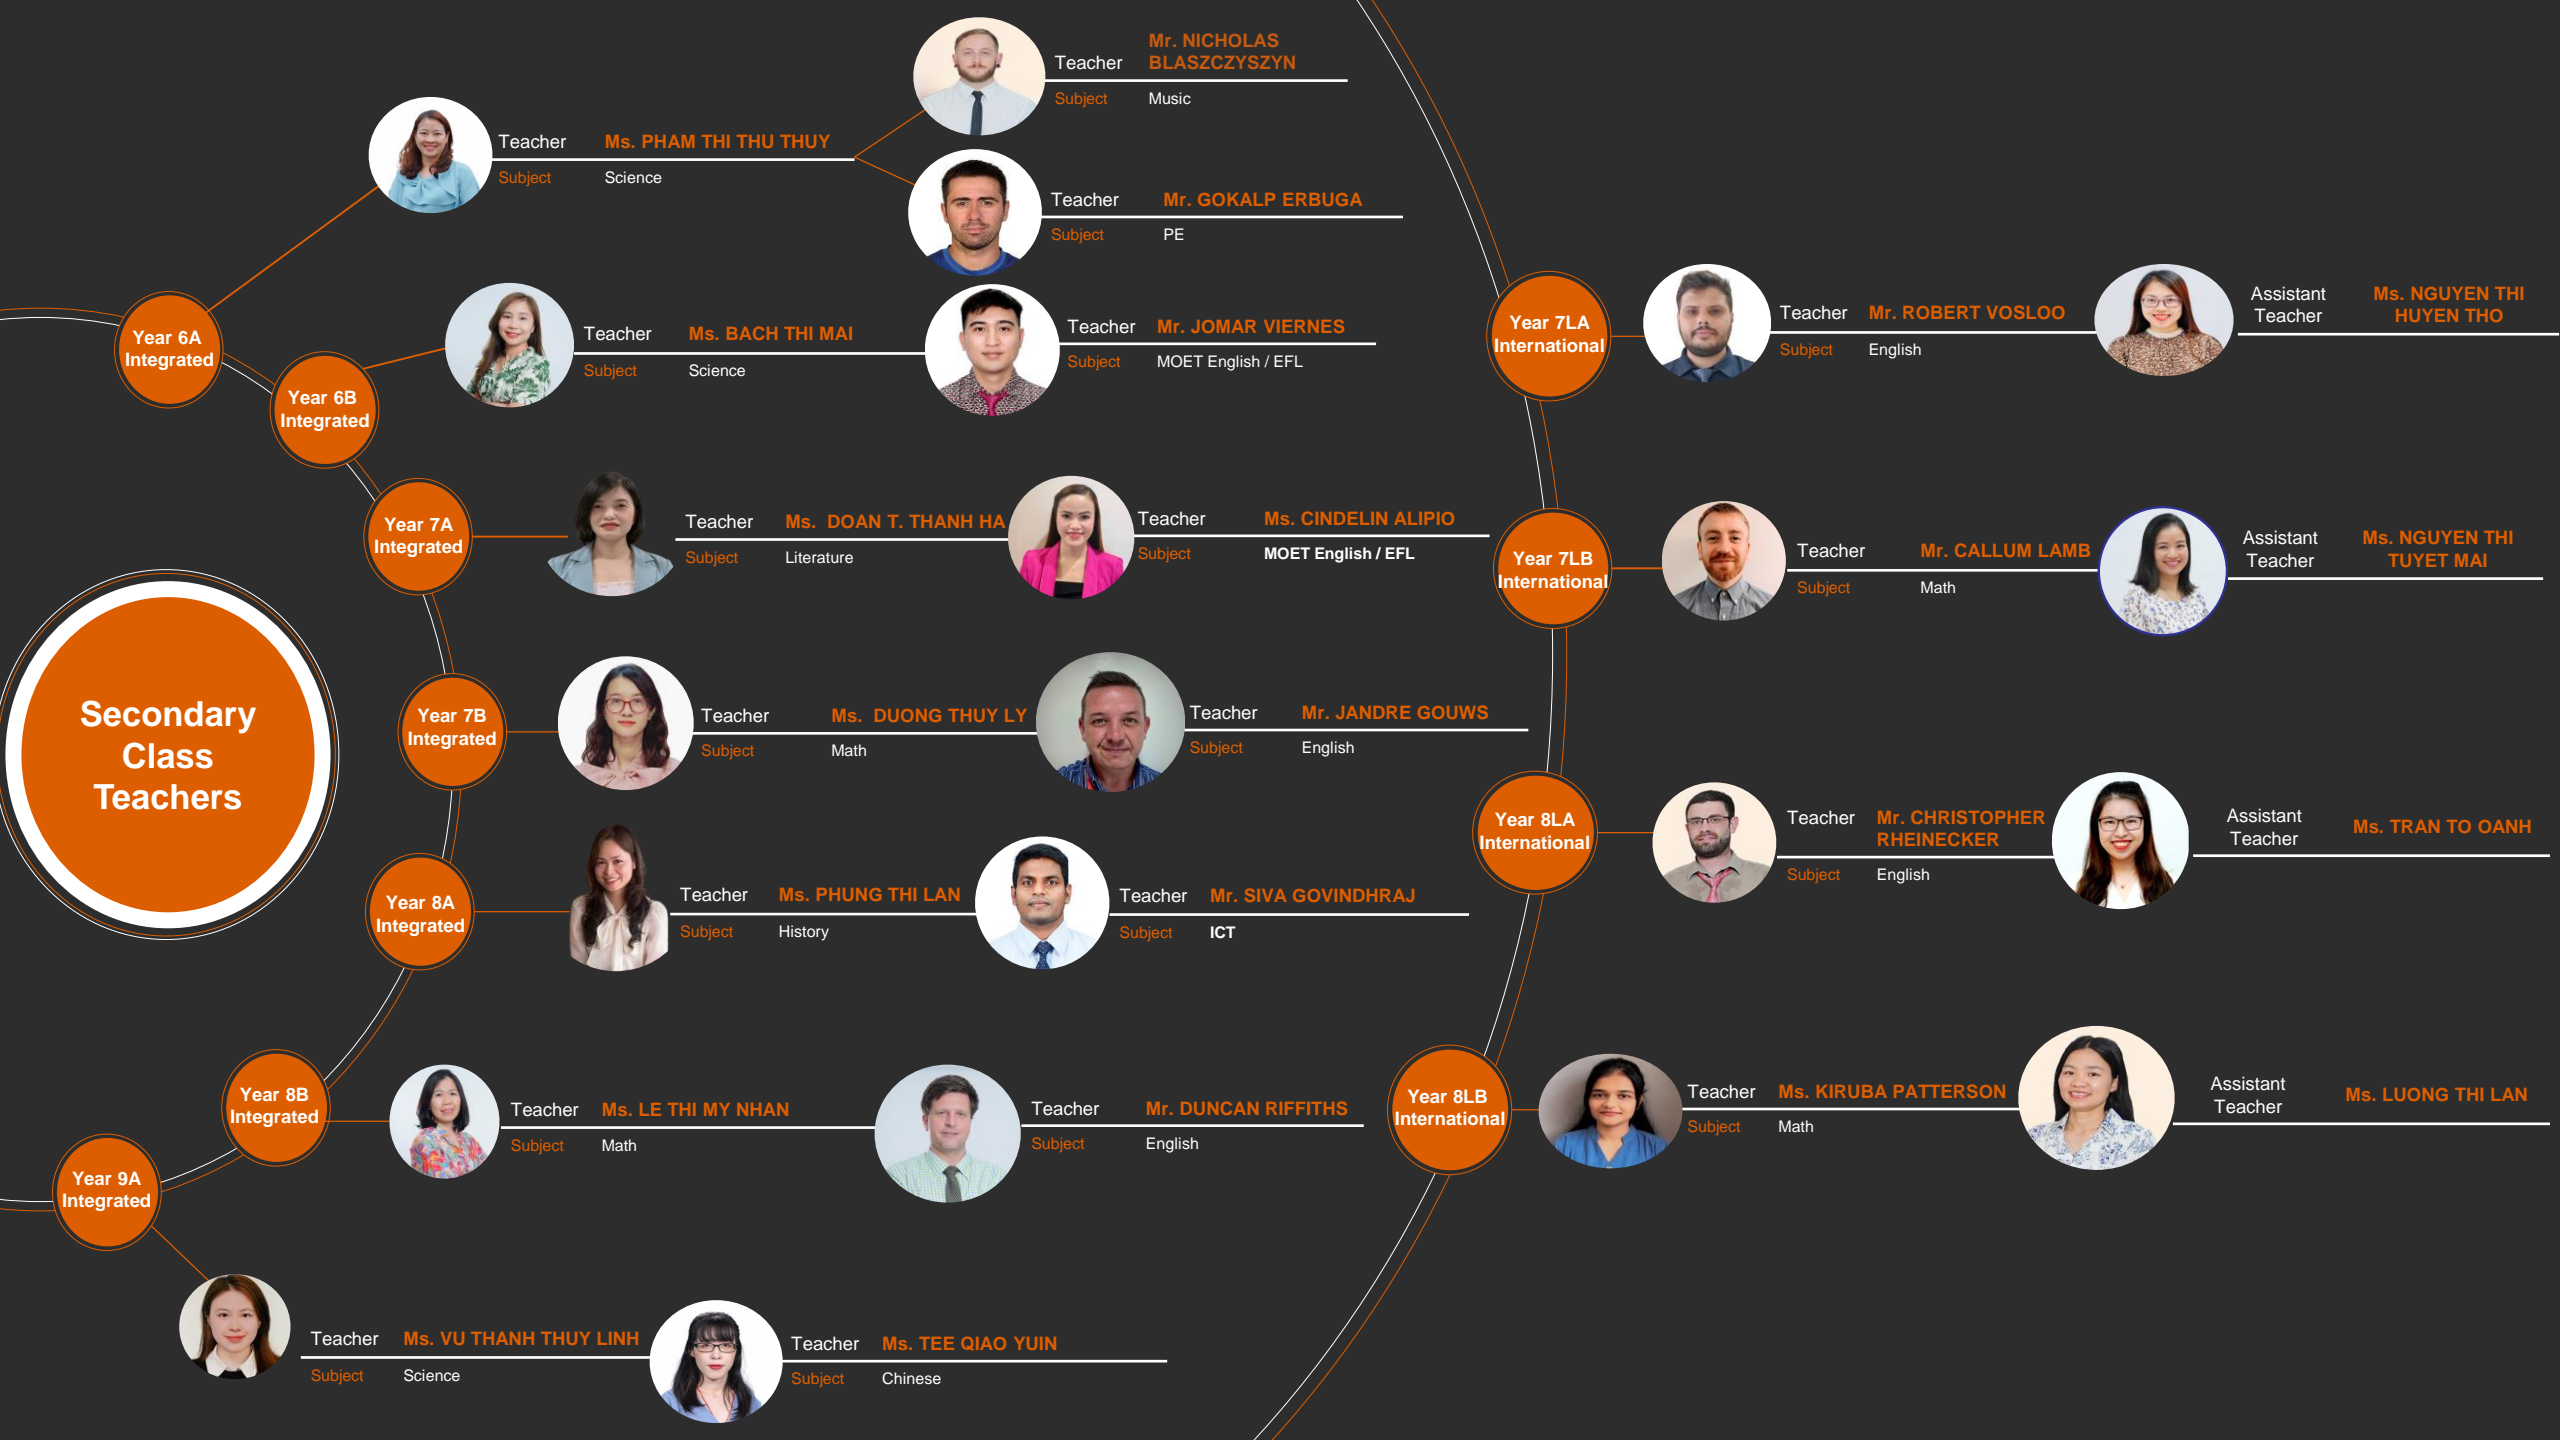 Secondary
Class
Teachers
Year 6A
Integrated
Teacher Ms. PHAM THI THU THUY
Subject Science
Teacher Mr. NICHOLAS
BLASZCZYSZYN
Subject Music
Teacher Mr. GOKALP ERBUGA
Subject PE
Year 6B
Integrated
Teacher Ms. BACH THI MAI
Subject Science
Teacher Mr. JOMAR VIERNES
Subject MOET English / EFL
Year 7A
Integrated
Teacher Ms. DOAN T. THANH HA
Subject Literature
Teacher Ms. CINDELIN ALIPIO
Subject MOET English / EFL
Year 7B
Integrated
Teacher Ms. DUONG THUY LY
Subject Math
Teacher Mr. JANDRE GOUWS
Subject English
Year 8A
Integrated
Teacher Ms. PHUNG THI LAN
Subject History
Teacher Mr. SIVA GOVINDHRAJ
Subject ICT
Year 8B
Integrated
Teacher Ms. LE THI MY NHAN
Subject Math
Teacher Mr. DUNCAN RIFFITHS
Subject English
Year 9A
Integrated
Teacher Ms. VU THANH THUY LINH
Subject Science
Teacher Ms. TEE QIAO YUIN
Subject Chinese
Year 7LA
International
Teacher Mr. ROBERT VOSLOO
Subject English
Assistant
Teacher
Ms. NGUYEN THI
HUYEN THO
Year 7LB
International
Teacher Mr. CALLUM LAMB
Subject Math
Assistant
Teacher
Ms. NGUYEN THI
TUYET MAI
Year 8LA
International
Teacher Mr. CHRISTOPHER
RHEINECKER
Subject English
Assistant
Teacher
Ms. TRAN TO OANH
Year 8LB
International
Teacher Ms. KIRUBA PATTERSON
Subject Math
Assistant
Teacher
Ms. LUONG THI LAN